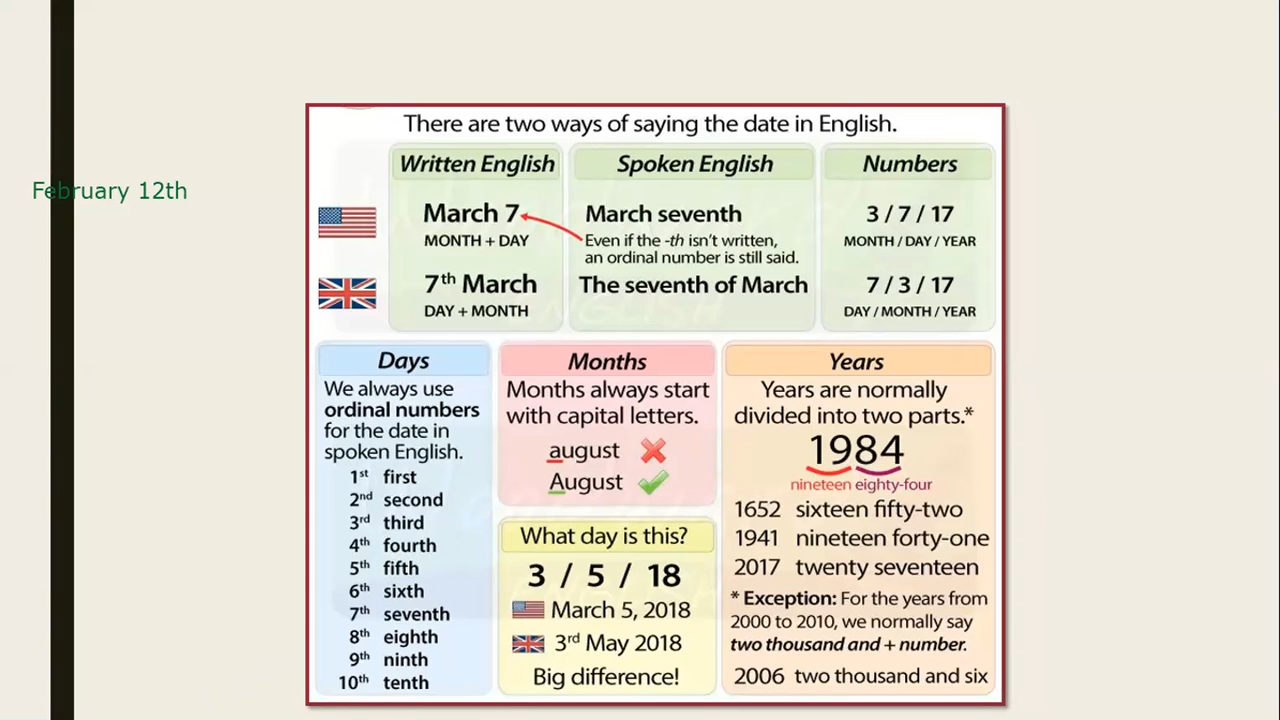 There are two ways of saying the date in English.
February 12th
Written English
Spoken English
Numbers
March 7
MONTH + DAY
March seventh
Even if the -th isn't written,
an ordinal number is still said.
3 / 7 / 17
MONTH / DAY / YEAR
7th March
DAY + MONTH
The seventh of March
7 / 3 / 17
DAY / MONTH / YEAR
Days
We always use
ordinal numbers
for the date in
spoken English.
1st first
2nd second
3rd third
4th fourth
5th fifth
6th sixth
7th seventh
8th eighth
9th ninth
10th tenth
Months
Months always start
with capital letters.
august
August
What day is this?
3 / 5 / 18
March 5, 2018
3rd May 2018
Big difference!
Years
Years are normally
divided into two parts.*
1984
nineteen eighty-four
1652 sixteen fifty-two
1941 nineteen forty-one
2017 twenty seventeen
* Exception: For the years from
2000 to 2010, we normally say
two thousand and + number.
2006 two thousand and six